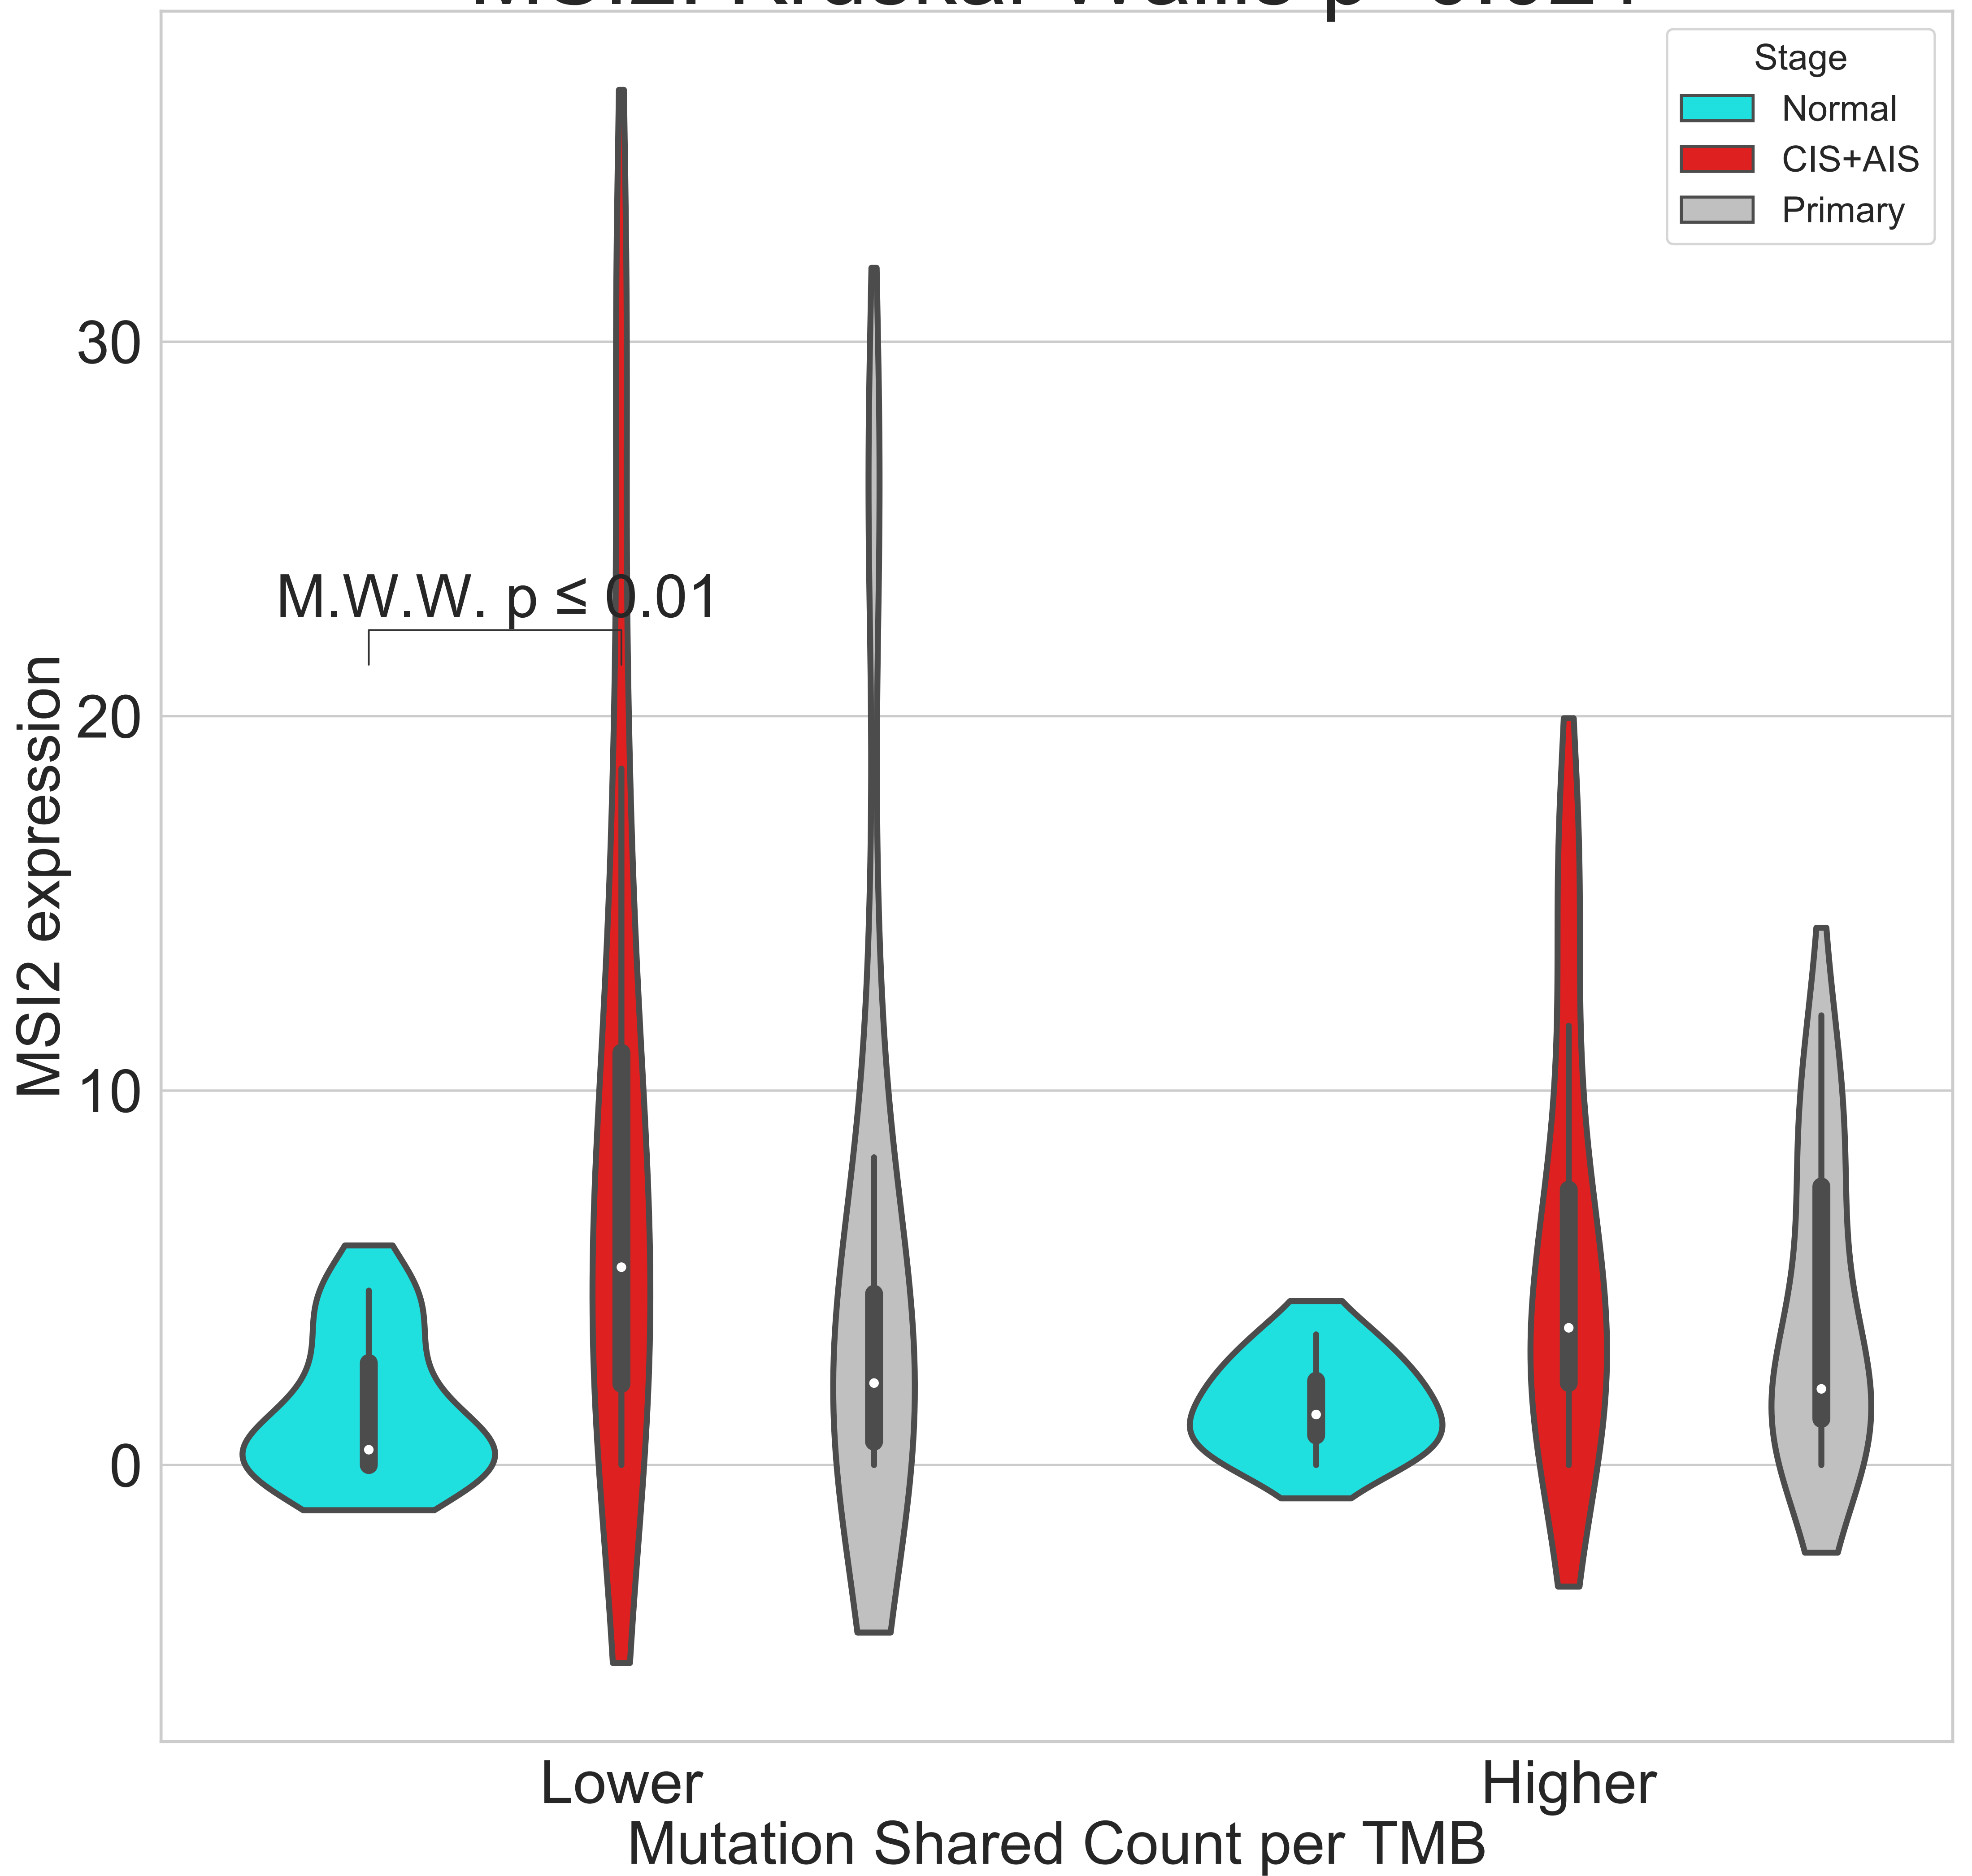 Stage
Normal
CIS+AIS
Primary
30
20
10
0
M.W.W. p ≤ 0.01
MSI2 expression
Lower
Higher
Mutation Shared Count per TMB